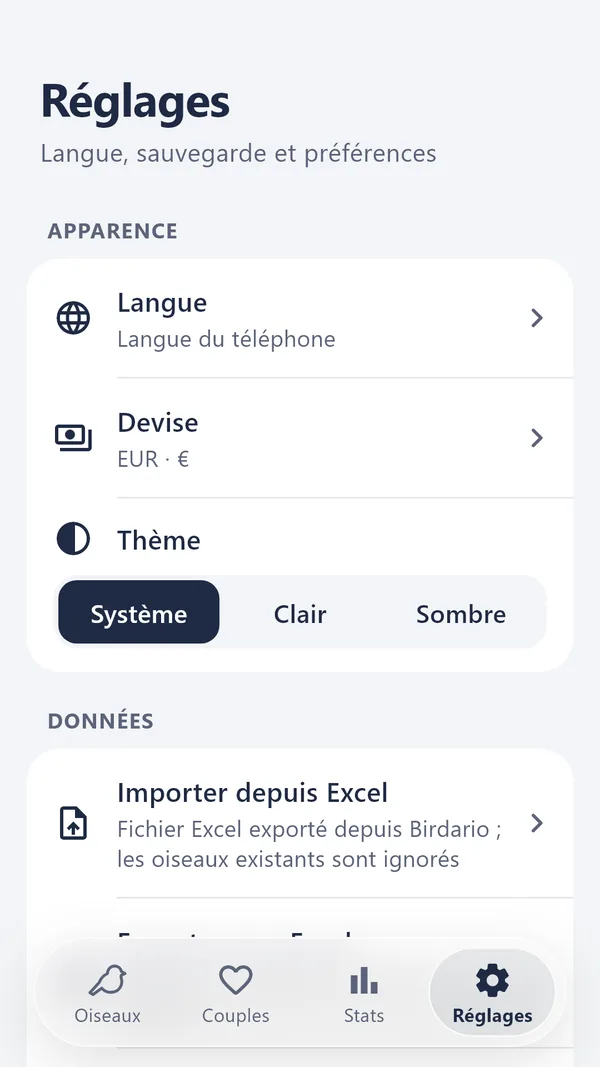 Réglages
Langue, sauvegarde et préférences
APPARENCE
Langue
Langue du téléphone
Devise
EUR · €
Thème
Système
Clair
Sombre
DONNÉES
Importer depuis Excel
Fichier Excel exporté depuis Birdario ;
les oiseaux existants sont ignorés
Oiseaux
Couples
Stats
Réglages